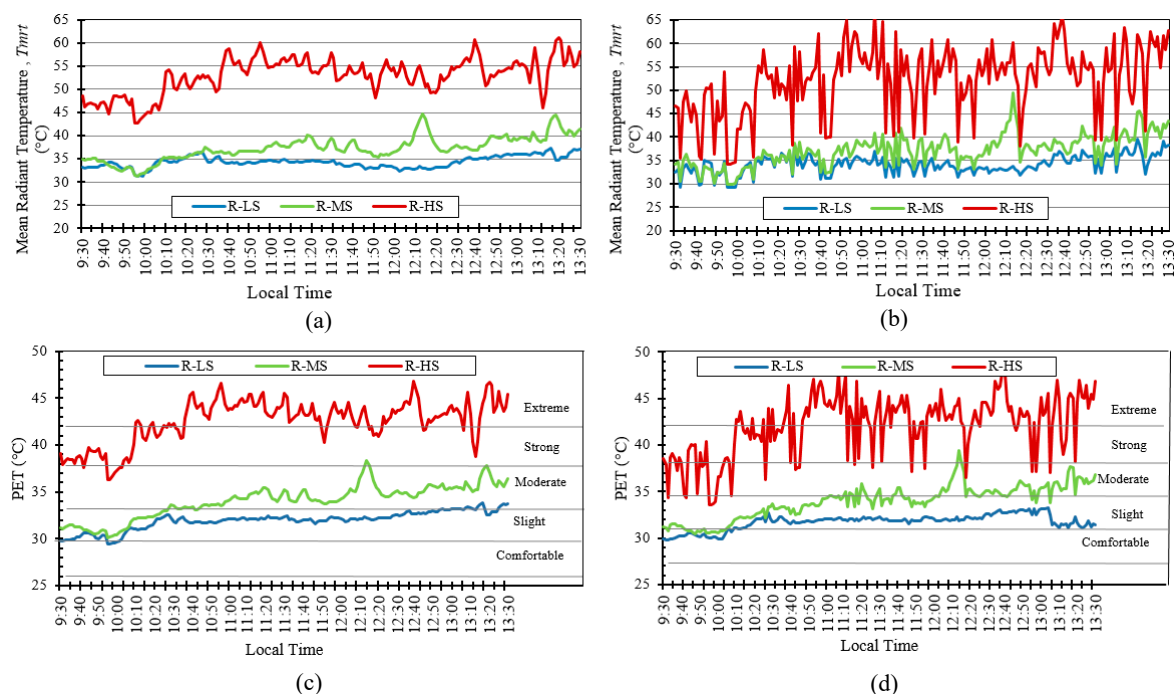 Mean Radiant Temperature , Tmrt
(°C)
65
60
55
50
45
40
35
30
25
20
R-LS R-MS R-HS
9:30 9:40 9:50 10:00 10:10 10:20 10:30 10:40 10:50 11:00 11:10 11:20 11:30 11:40 11:50 12:00 12:10 12:20 12:30 12:40 12:50 13:00 13:10 13:20 13:30
Local Time
(a)
Mean Radiant Temperature , Tmrt
(°C)
65
60
55
50
45
40
35
30
25
20
R-LS R-MS R-HS
9:30 9:40 9:50 10:00 10:10 10:20 10:30 10:40 10:50 11:00 11:10 11:20 11:30 11:40 11:50 12:00 12:10 12:20 12:30 12:40 12:50 13:00 13:10 13:20 13:30
Local Time
(b)
PET (°C)
50
45
40
35
30
25
R-LS R-MS R-HS
Extreme
Strong
Moderate
Slight
Comfortable
9:30 9:40 9:50 10:00 10:10 10:20 10:30 10:40 10:50 11:00 11:10 11:20 11:30 11:40 11:50 12:00 12:10 12:20 12:30 12:40 12:50 13:00 13:10 13:20 13:30
Local Time
(c)
PET (°C)
50
45
40
35
30
25
R-LS R-MS R-HS
Extreme
Strong
Moderate
Slight
Comfortable
9:30 9:40 9:50 10:00 10:10 10:20 10:30 10:40 10:50 11:00 11:10 11:20 11:30 11:40 11:50 12:00 12:10 12:20 12:30 12:40 12:50 13:00 13:10 13:20 13:30
Local Time
(d)